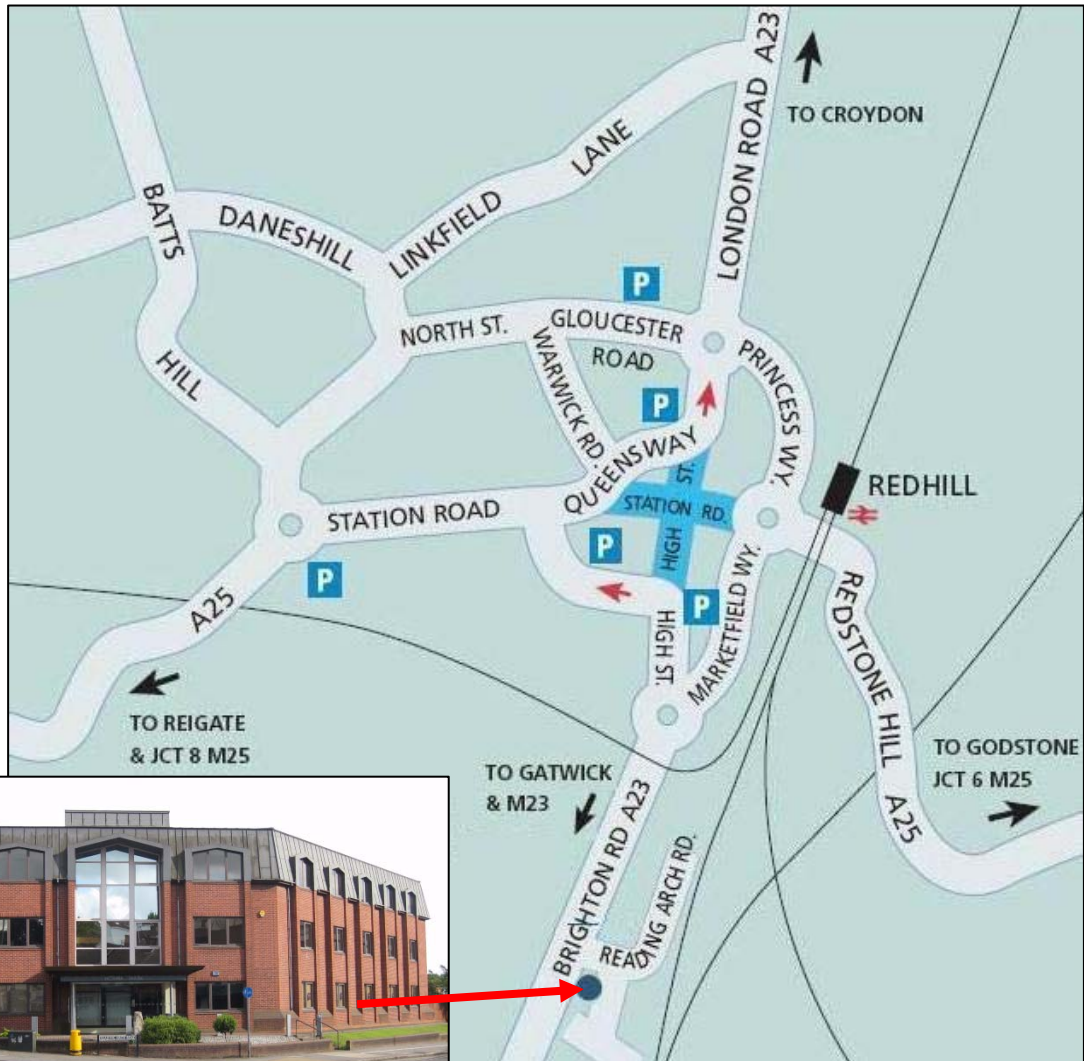 LONDON ROAD A23
TO CROYDON
BATTS
HILL
DANESHILL
LINKFIELD
LANE
P
NORTH ST.
GLOUCESTER
ROAD
WARWICK RD.
PRINCESS WY.
P
QUEENSWAY
HIGH ST.
STATION RD.
REDHILL
STATION ROAD
P
P
P
HIGH ST.
MARKETFIELD WY.
REDSTONE HILL A25
A25
TO REIGATE
& JCT 8 M25
TO GATWICK
& M23
TO GODSTONE
JCT 6 M25
BRIGHTON RD A23
READING ARCH RD.